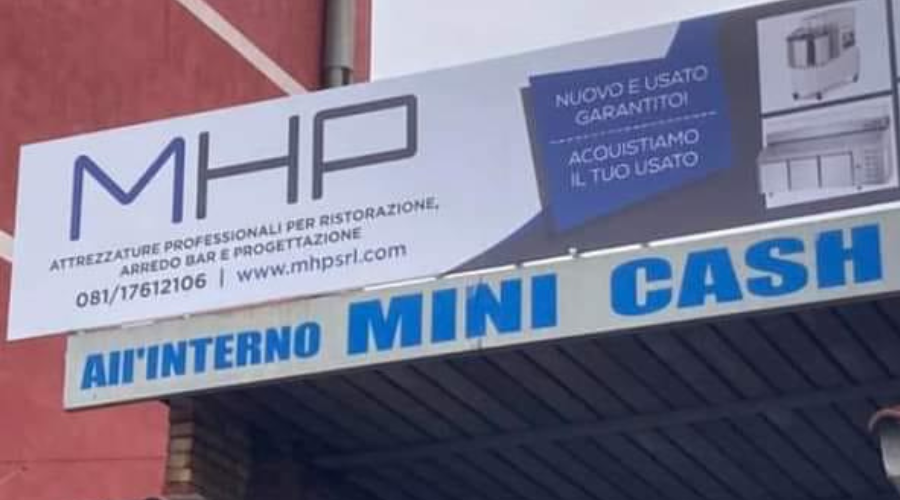 MHP
ATTREZZATURE PROFESSIONALI PER RISTORAZIONE,
ARREDO BAR E PROGETTAZIONE
081/17612106 | www.mhpsrl.com
NUOVO E USATO
GARANTITO!
ACQUISTIAMO
IL TUO USATO
All'INTERNO MINI CASH